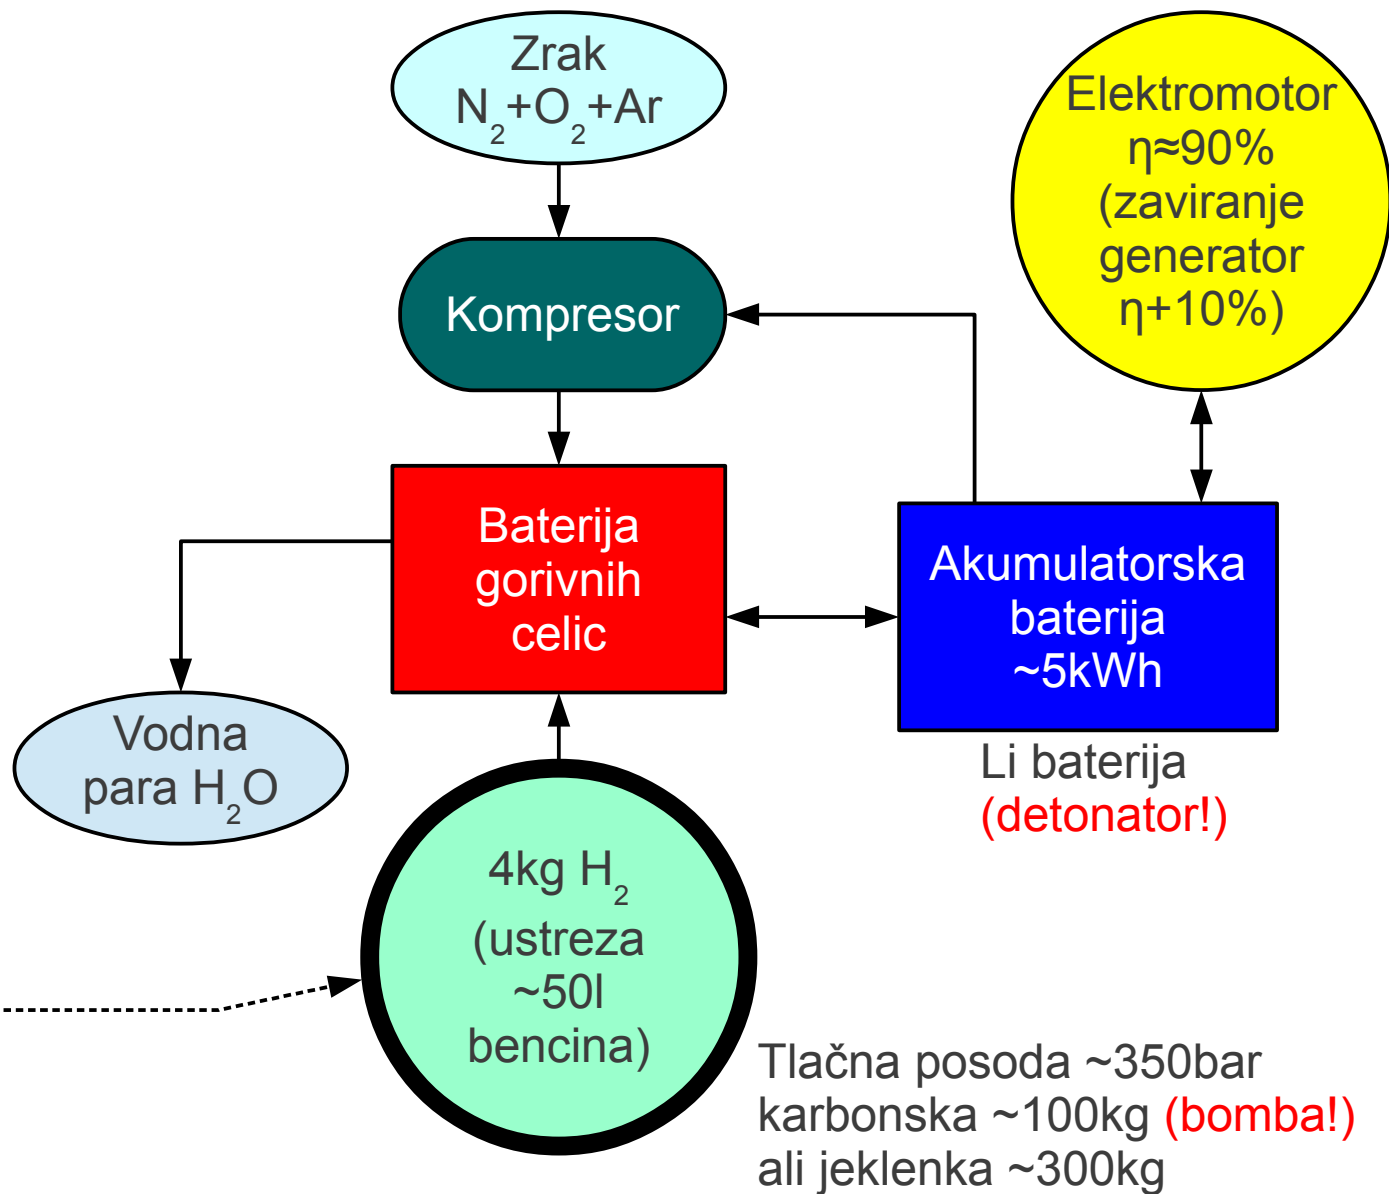 Zrak
N₂+O₂+Ar
Elektromotor
η≈90%
(zaviranje
generator
η+10%)
Kompresor
Baterija
gorivnih
celic
Akumulatorska
baterija
~5kWh
Li baterija
(detonator!)
Vodna
para H₂O
4kg H₂
(ustreza
~50l
bencina)
Tlačna posoda ~350bar
karbonska ~100kg (bomba!)
ali jeklenka ~300kg